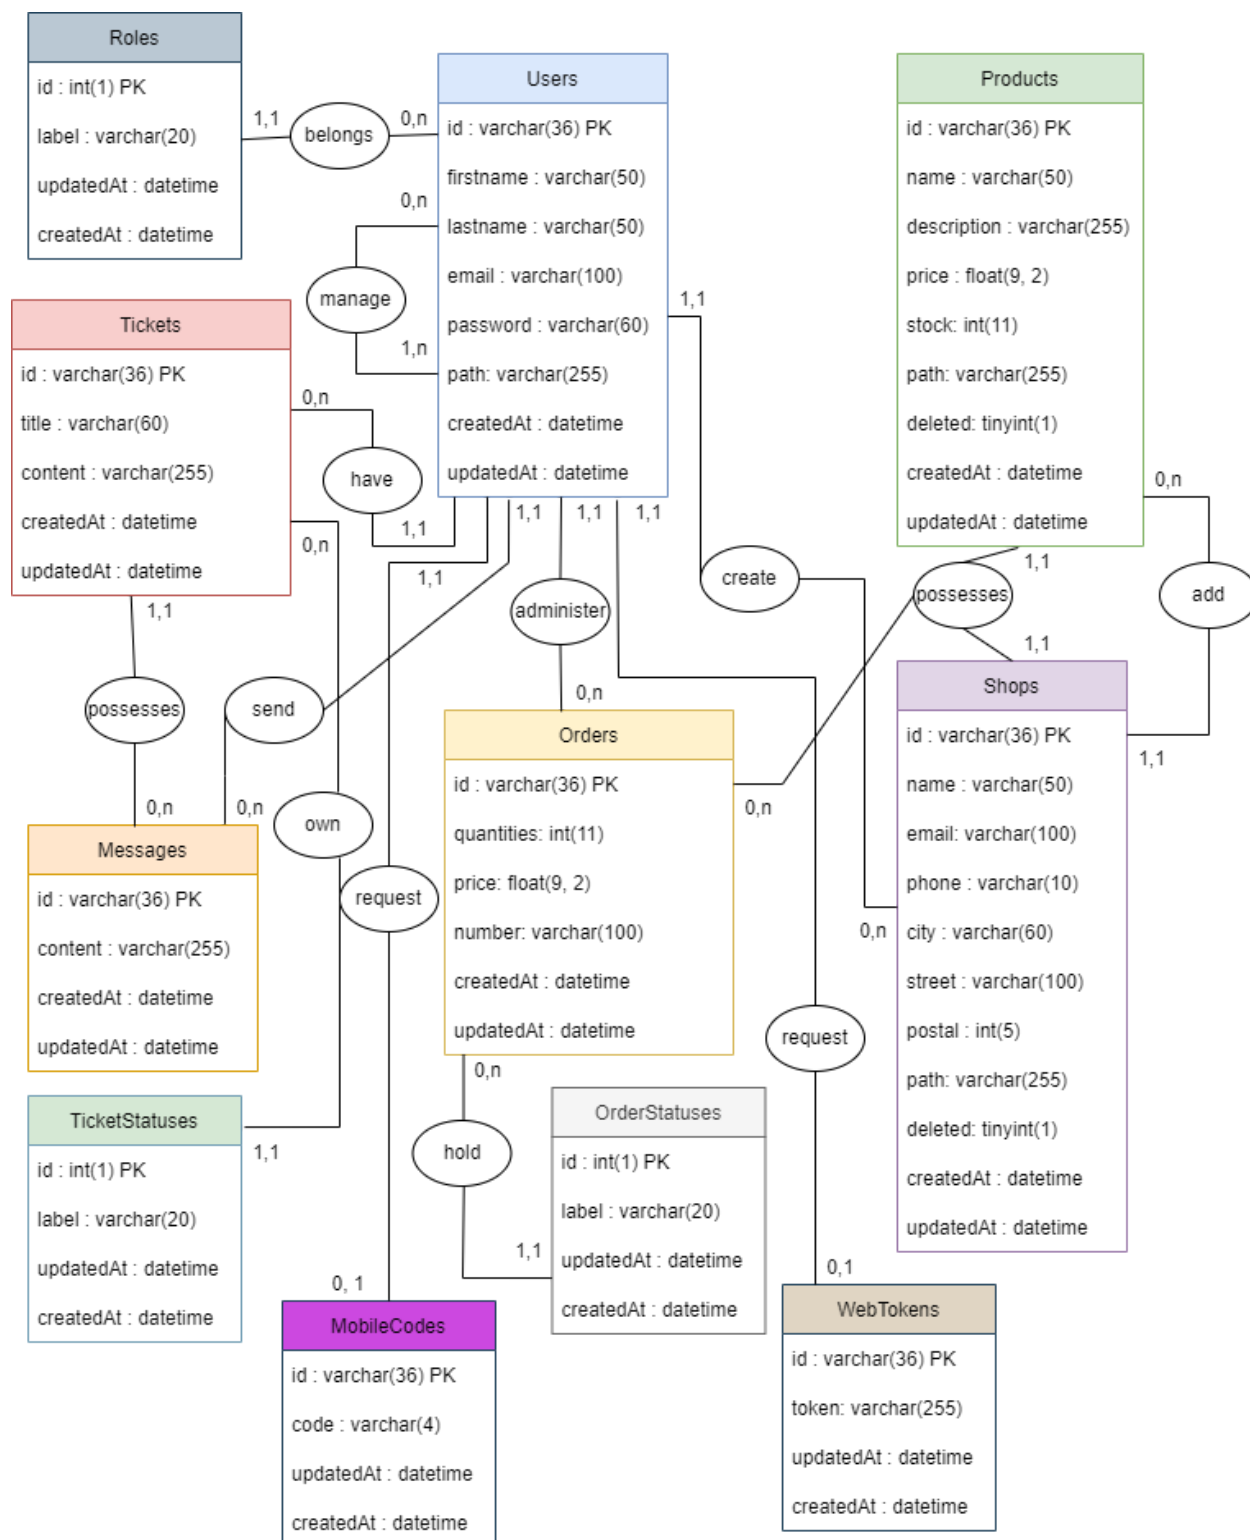 Roles
id : int(1) PK
label : varchar(20)
updatedAt : datetime
createdAt : datetime
1,1
belongs
0,n
Users
id : varchar(36) PK
firstname : varchar(50)
lastname : varchar(50)
email : varchar(100)
password : varchar(60)
path: varchar(255)
createdAt : datetime
updatedAt : datetime
0,n
manage
1,n
Products
id : varchar(36) PK
name : varchar(50)
description : varchar(255)
price : float(9, 2)
stock: int(11)
path: varchar(255)
deleted: tinyint(1)
createdAt : datetime
updatedAt : datetime
Tickets
id : varchar(36) PK
title : varchar(60)
content : varchar(255)
createdAt : datetime
updatedAt : datetime
0,n
have
1,1
0,n
1,1
1,1
1,1
1,1
1,1
create
0,n
administer
0,n
1,1
possesses
1,1
0,n
0,n
add
1,1
1,1
possesses
0,n
send
0,n
own
1,1
request
0, 1
Shops
id : varchar(36) PK
name : varchar(50)
email: varchar(100)
phone : varchar(10)
city : varchar(60)
street : varchar(100)
postal : int(5)
path: varchar(255)
deleted: tinyint(1)
createdAt : datetime
updatedAt : datetime
Orders
id : varchar(36) PK
quantities: int(11)
price: float(9, 2)
number: varchar(100)
createdAt : datetime
updatedAt : datetime
0,n
hold
1,1
request
0,1
Messages
id : varchar(36) PK
content : varchar(255)
createdAt : datetime
updatedAt : datetime
TicketStatuses
id : int(1) PK
label : varchar(20)
updatedAt : datetime
createdAt : datetime
OrderStatuses
id : int(1) PK
label : varchar(20)
updatedAt : datetime
createdAt : datetime
MobileCodes
id : varchar(36) PK
code : varchar(4)
updatedAt : datetime
createdAt : datetime
WebTokens
id : varchar(36) PK
token: varchar(255)
updatedAt : datetime
createdAt : datetime